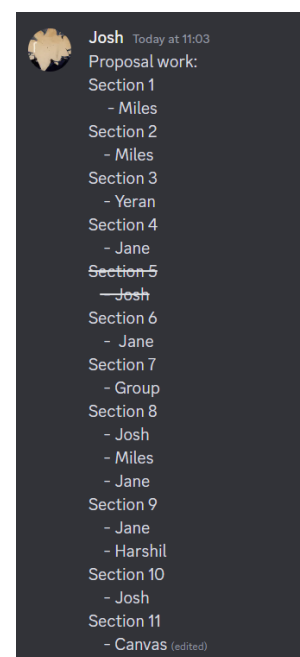 Josh Today at 11:03
Proposal work:
Section 1
- Miles
Section 2
- Miles
Section 3
- Yeran
Section 4
- Jane
Section 5
- Josh
Section 6
- Jane
Section 7
- Group
Section 8
- Josh
- Miles
- Jane
Section 9
- Jane
- Harshil
Section 10
- Josh
Section 11
- Canvas (edited)